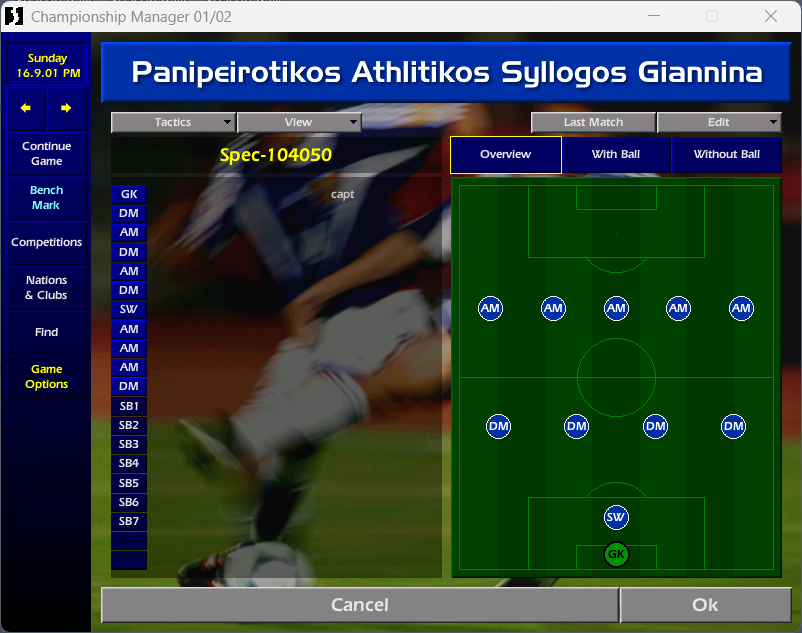 Championship Manager 01/02
Sunday
16.9.01 PM
Panipeirotikos Athlitikos Syllogos Giannina
Continue
Game
Bench
Mark
Competitions
Nations
& Clubs
Find
Game
Options
Tactics
View
Last Match
Edit
Spec-104050
Overview
With Ball
Without Ball
GK
capt
DM
AM
DM
AM
DM
SW
AM
AM
AM
DM
SB1
SB2
SB3
SB4
SB5
SB6
SB7
AM AM AM AM AM
DM DM DM DM
SW
GK
Cancel
Ok